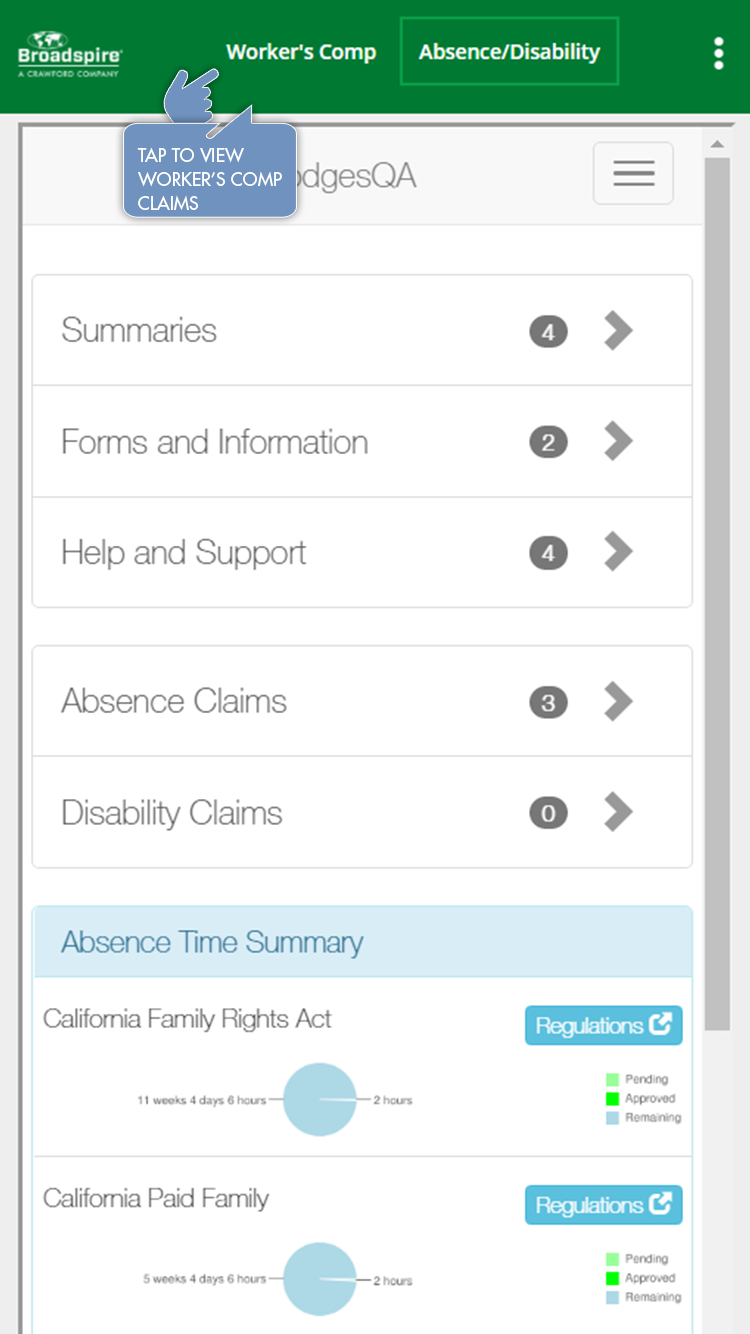 Broadspire®
A CRAWFORD COMPANY
Worker's Comp
Absence/Disability
TAP TO VIEW
WORKER'S COMP
CLAIMS
odgesQA
Summaries 4
Forms and Information 2
Help and Support 4
Absence Claims 3
Disability Claims 0
Absence Time Summary
California Family Rights Act
Regulations
11 weeks 4 days 6 hours
2 hours
Pending
Approved
Remaining
California Paid Family
Regulations
5 weeks 4 days 6 hours
2 hours
Pending
Approved
Remaining